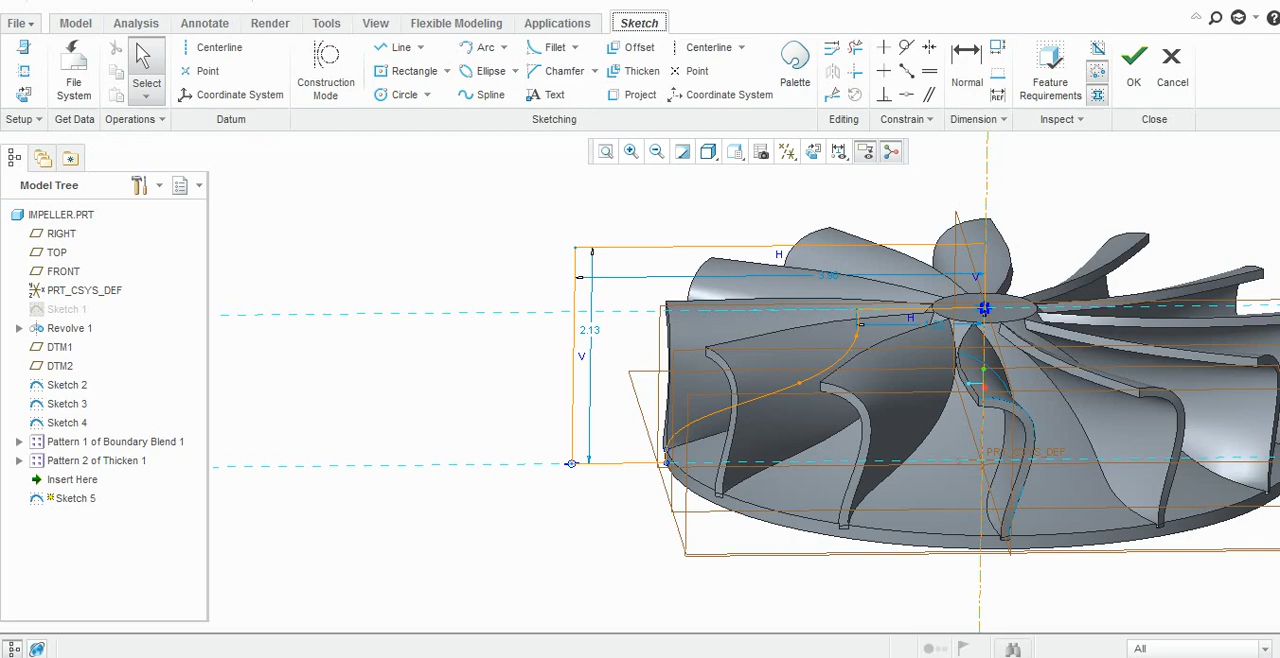 File Model Analysis Annotate Render Tools View Flexible Modeling Applications Sketch
Centerline Line Arc Fillet Offset Centerline
Point Rectangle Ellipse Chamfer Thicken Point
Coordinate System Circle Spline Text Project Coordinate System
File System
Select
Construction Mode
Palette
Normal
REF
Feature Requirements
OK
Cancel
Setup Get Data Operations Datum Sketching Editing Constrain Dimension Inspect Close
Model Tree
IMPELLER.PRT
RIGHT
TOP
FRONT
PRT_CSYS_DEF
Sketch 1
Revolve 1
DTM1
DTM2
Sketch 2
Sketch 3
Sketch 4
Pattern 1 of Boundary Blend 1
Pattern 2 of Thicken 1
Insert Here
Sketch 5
H
V
H
2.13
V
PRT_CSYS_DEF
All